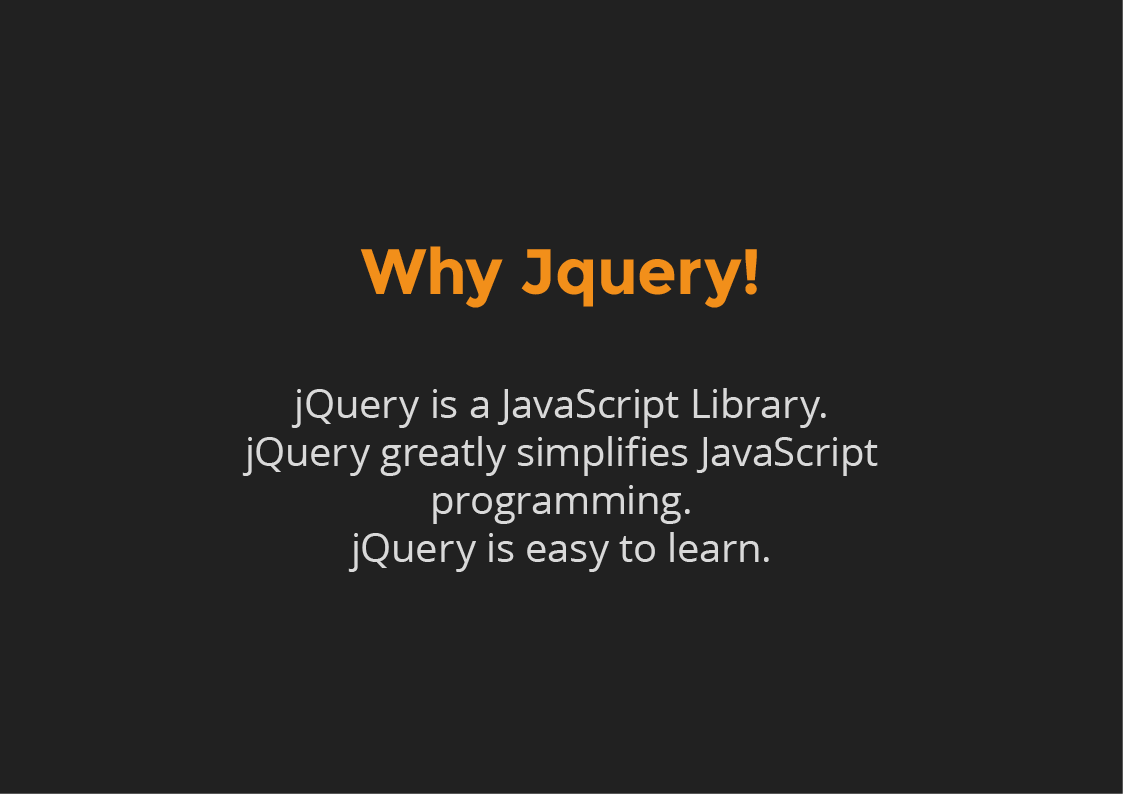 Why Jquery!
jQuery is a JavaScript Library.
jQuery greatly simplifies JavaScript
programming.
jQuery is easy to learn.